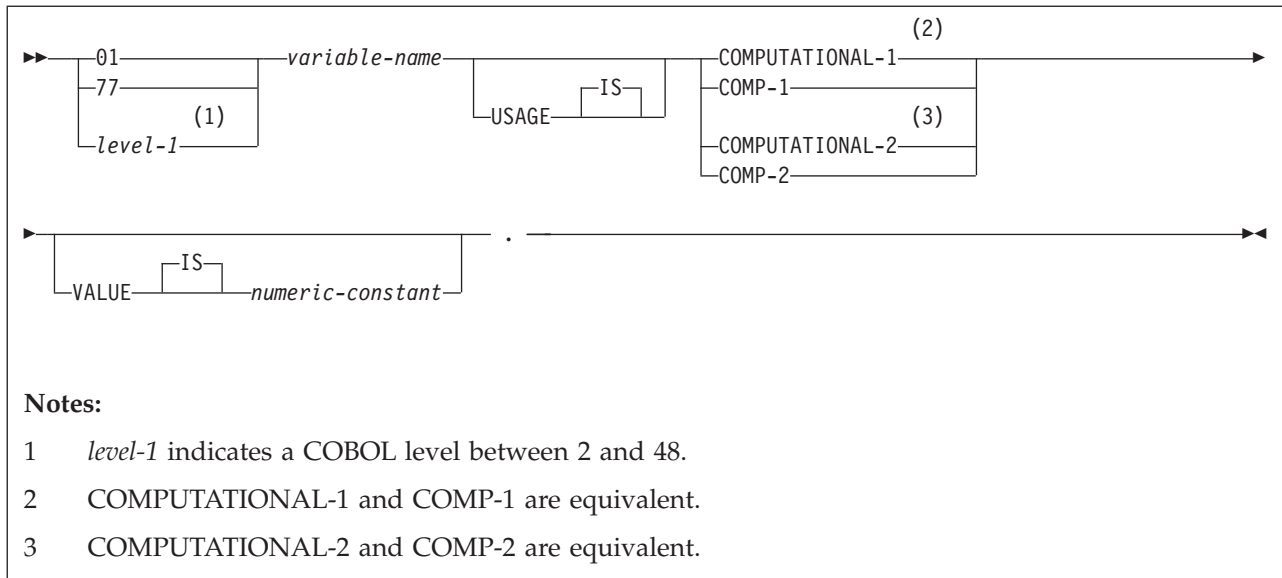 (2)
01 variable-name COMPUTATIONAL-1
77 IS COMP-1
(1) USAGE (3)
level-1 COMPUTATIONAL-2
COMP-2
.
IS
VALUE numeric-constant
Notes:
1 level-1 indicates a COBOL level between 2 and 48.
2 COMPUTATIONAL-1 and COMP-1 are equivalent.
3 COMPUTATIONAL-2 and COMP-2 are equivalent.